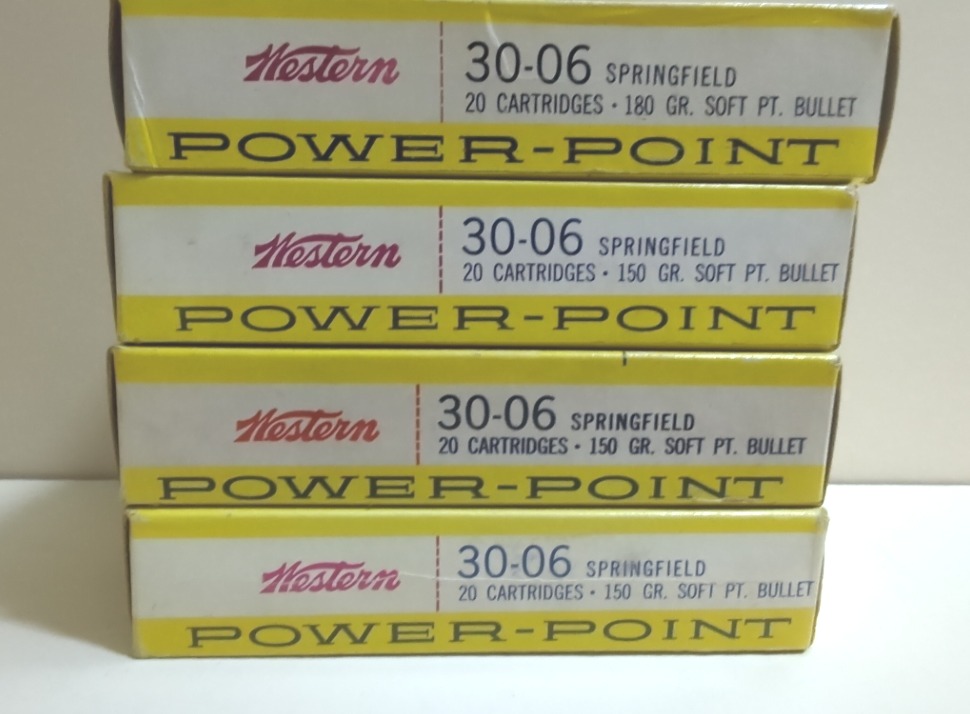 Western
30-06 SPRINGFIELD
20 CARTRIDGES · 180 GR. SOFT PT. BULLET
POWER-POINT
Western
30-06 SPRINGFIELD
20 CARTRIDGES · 150 GR. SOFT PT. BULLET
POWER-POINT
Western
30-06 SPRINGFIELD
20 CARTRIDGES · 150 GR. SOFT PT. BULLET
POWER-POINT
Western
30-06 SPRINGFIELD
20 CARTRIDGES · 150 GR. SOFT PT. BULLET
POWER-POINT